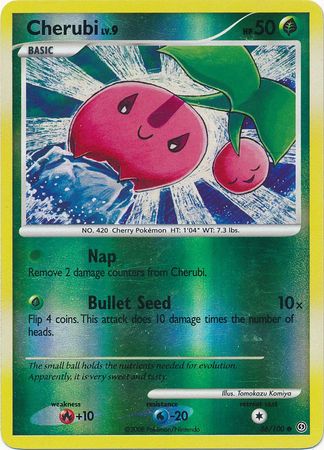 Cherubi LV.9
HP 50
BASIC
NO. 420 Cherry Pokémon HT: 1'04" WT: 7.3 lbs.
Nap
Remove 2 damage counters from Cherubi.
Bullet Seed 10×
Flip 4 coins. This attack does 10 damage times the number of
heads.
The small ball holds the nutrients needed for evolution.
Apparently, it is very sweet and tasty.
Illus. Tomokazu Komiya
weakness resistance retreat cost
+10 -20
©2008 Pokémon/Nintendo
56/100